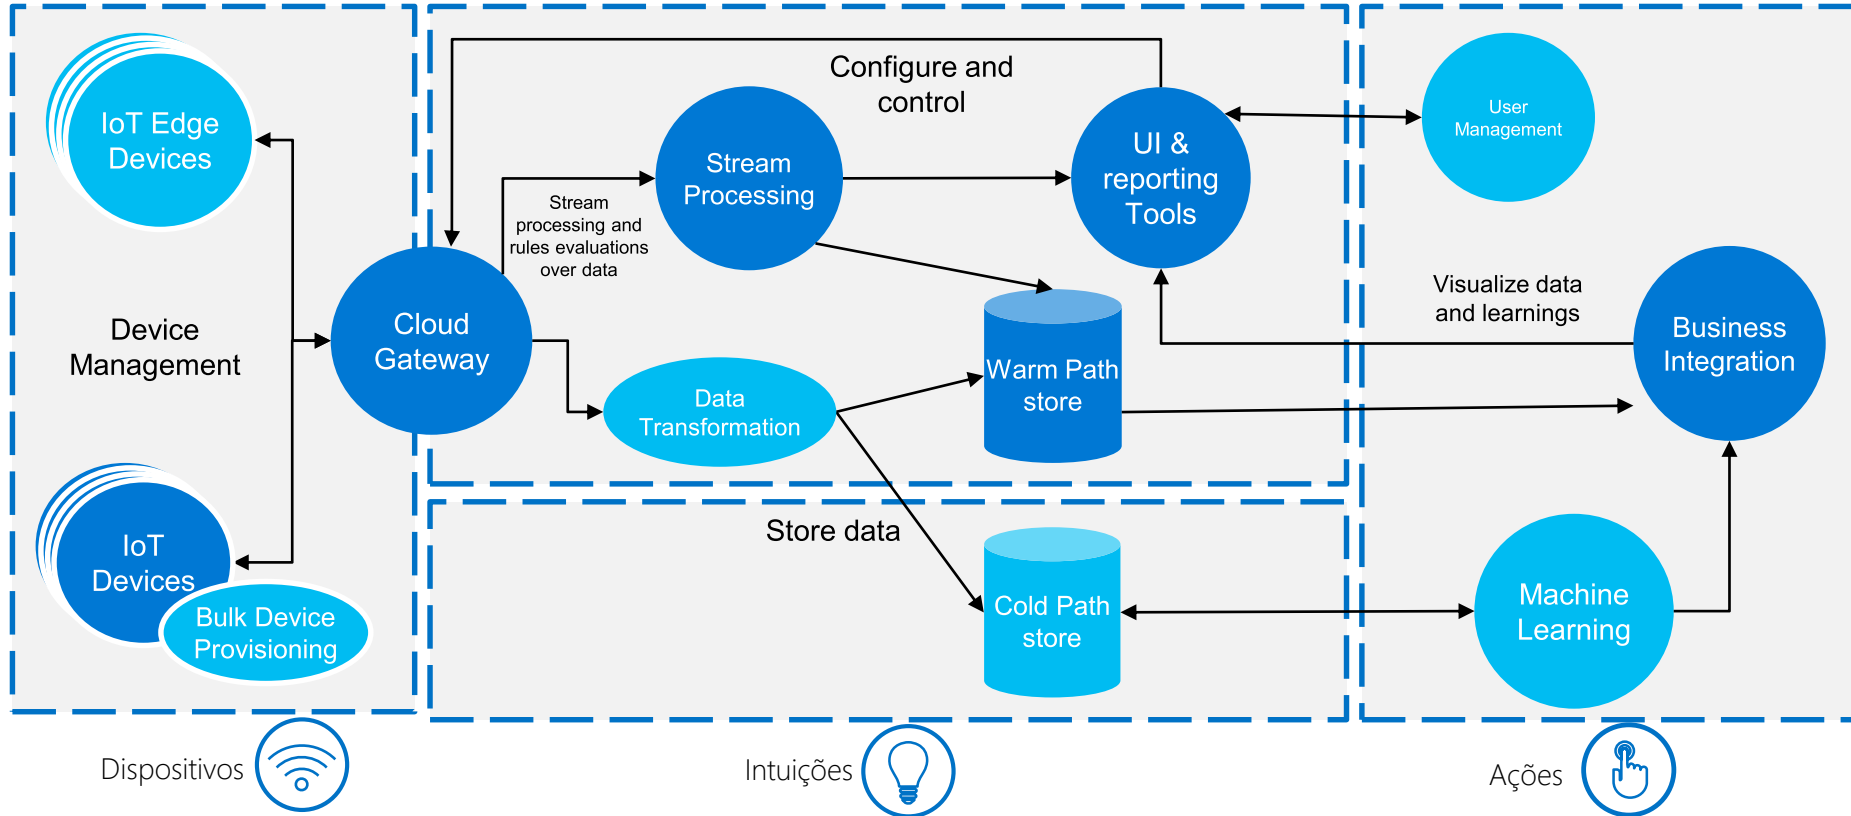 IoT Edge
Devices
Device
Management
IoT
Devices
Bulk Device
Provisioning
Cloud
Gateway
Configure and
control
Stream
Processing
Stream
processing and
rules evaluations
over data
UI &
reporting
Tools
Data
Transformation
Warm Path
store
Store data
Cold Path
store
User
Management
Visualize data
and learnings
Business
Integration
Machine
Learning
Dispositivos
Intuições
Ações